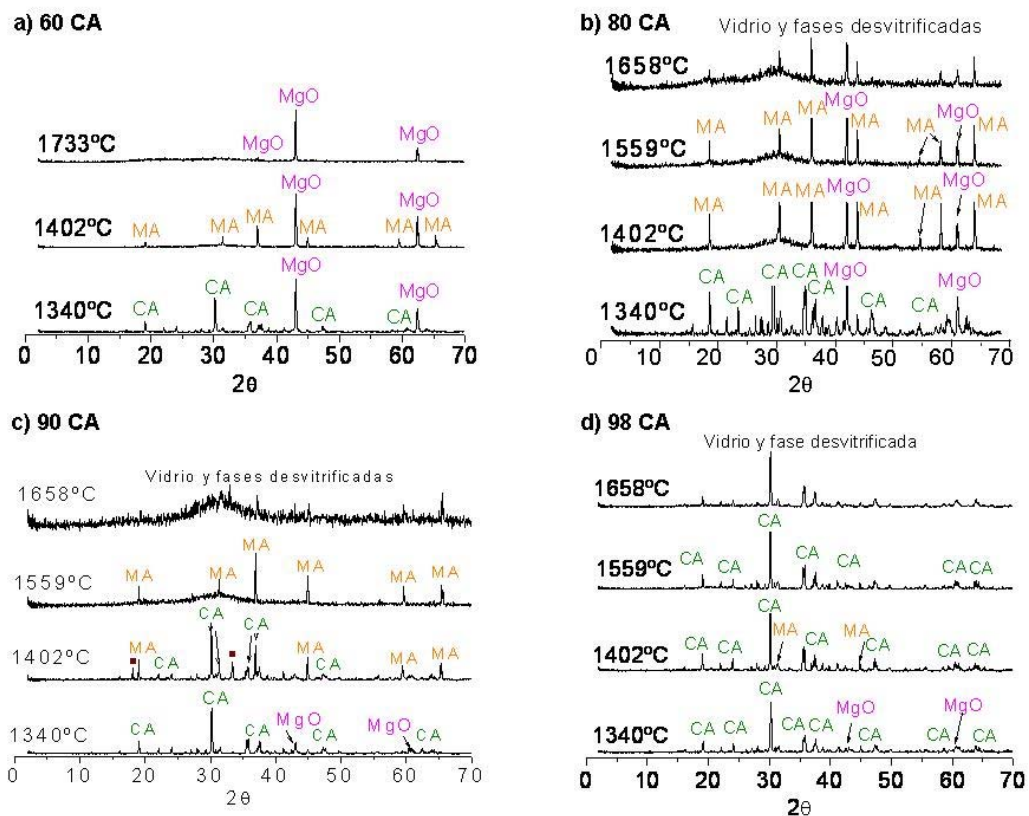 a) 60 CA
MgO
1733ºC
MgO
MgO
MgO
1402ºC
MA
MA
MA
MA
MgO
MA
MA
MgO
1340ºC
CA
CA
CA
CA
CA
MgO
0 10 20 30 40 50 60 70
2θ
b) 80 CA
Vidrio y fases desvitrificadas
1658ºC
1559ºC
MA
MA
MA
MgO
MA
MA
MgO
MA
1402ºC
MA
MA
MA
MgO
MA
MA
MgO
MA
1340ºC
CA
CA
CA
CA
CA
MgO
CA
CA
MgO
0 10 20 30 40 50 60 70
2θ
c) 90 CA
Vidrio y fases desvitrificadas
1658ºC
1559ºC
MA
MA
MA
MA
MA
MA
1402ºC
MA
CA
CA
CA
MA
CA
MA
MA
1340ºC
CA
CA
CA
MgO
CA
MgO
CA
0 10 20 30 40 50 60 70
2θ
d) 98 CA
Vidrio y fase desvitrificada
1658ºC
1559ºC
CA
CA
CA
CA
CA
CA
CA
1402ºC
CA
CA
CA
MA
CA
MA
CA
CA
CA
1340ºC
CA
CA
CA
CA
CA
MgO
CA
CA
MgO
CA
0 10 20 30 40 50 60 70
2θ